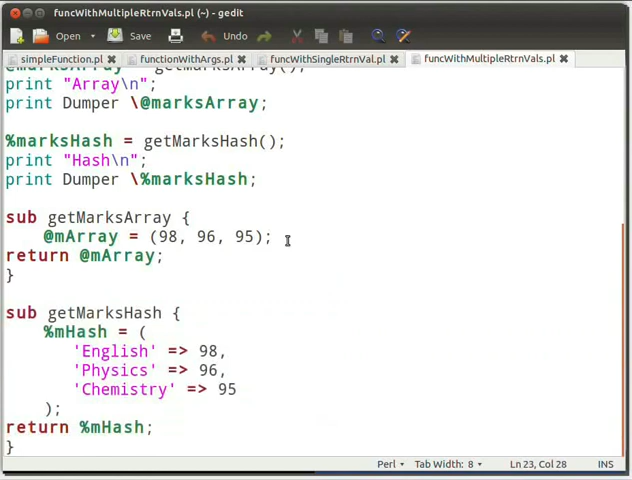 funcWithMultipleRtrnVals.pl (~) - gedit
Open Save Undo
simpleFunction.pl functionWithArgs.pl funcWithSingleRtrnVal.pl funcWithMultipleRtrnVals.pl
@marksArray = getMarksArray();
print "Array\n";
print Dumper \@marksArray;
%marksHash = getMarksHash();
print "Hash\n";
print Dumper \%marksHash;
sub getMarksArray {
@mArray = (98, 96, 95);
return @mArray;
}
sub getMarksHash {
%mHash = (
'English' => 98,
'Physics' => 96,
'Chemistry' => 95
);
return %mHash;
}
Perl Tab Width: 8 Ln 23, Col 28 INS